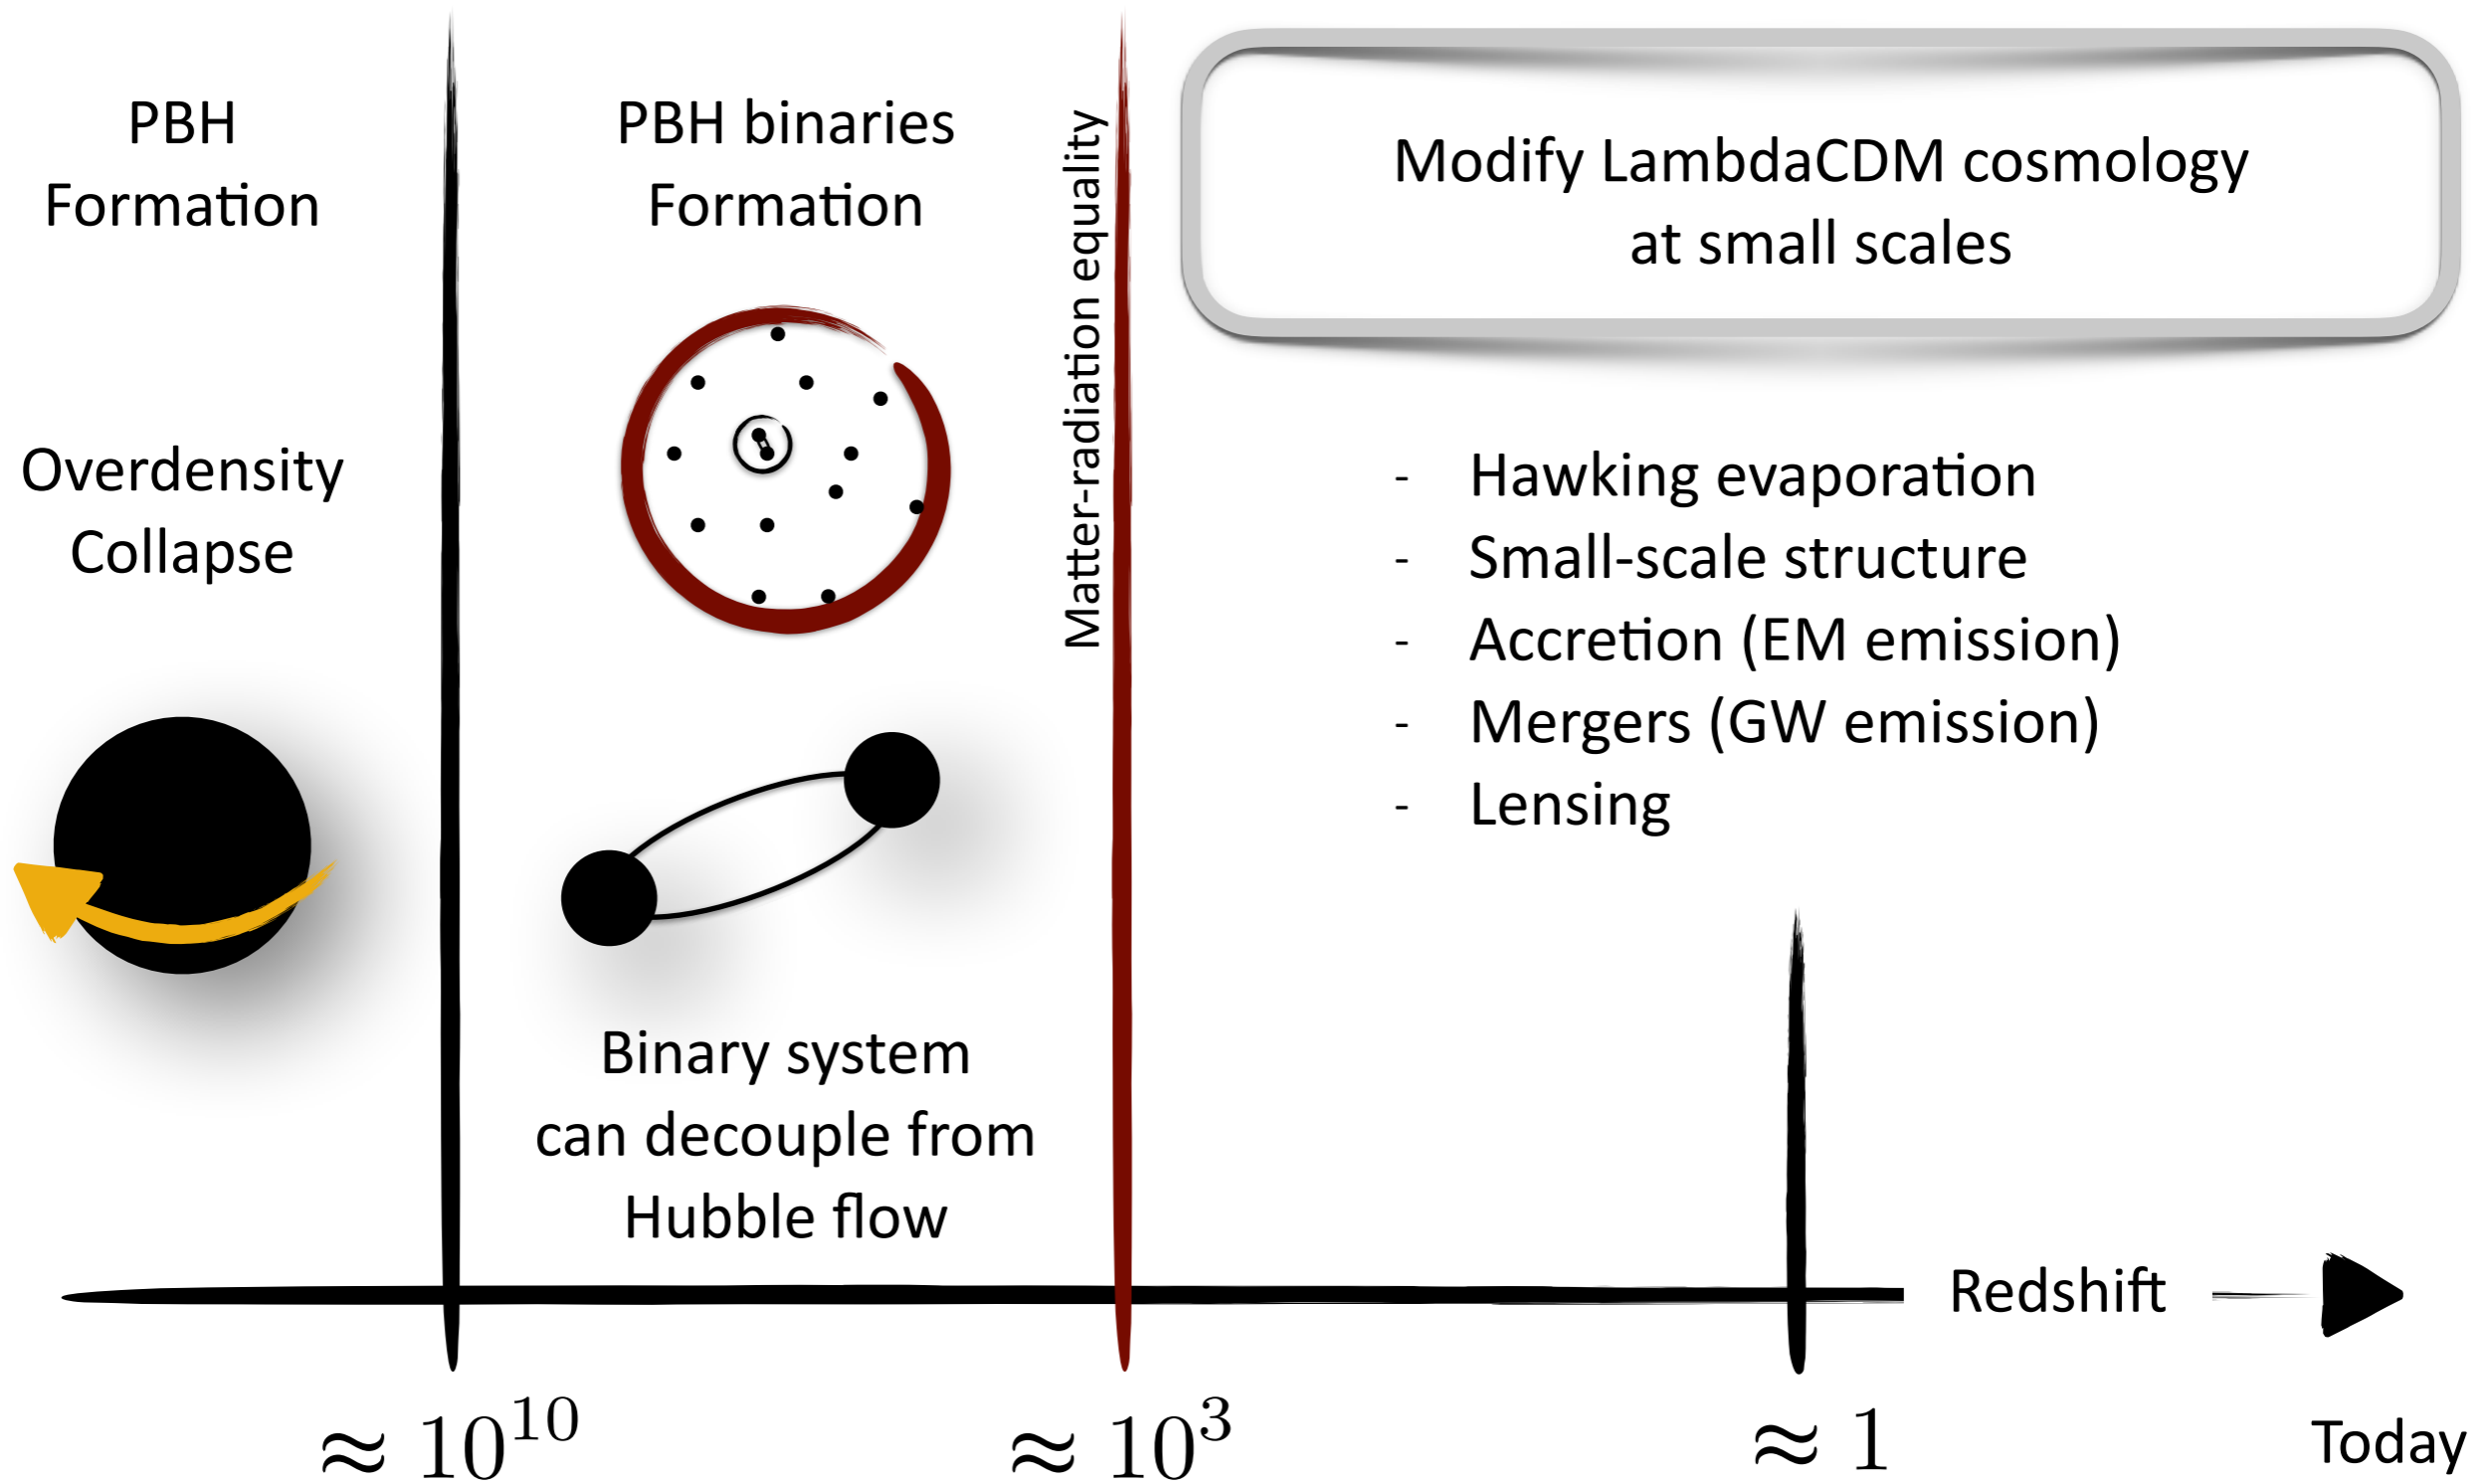 PBH
Formation
Overdensity
Collapse
PBH binaries
Formation
Binary system
can decouple from
Hubble flow
Matter-radiation equality
Modify LambdaCDM cosmology
at small scales
- Hawking evaporation
- Small-scale structure
- Accretion (EM emission)
- Mergers (GW emission)
- Lensing
Redshift
≈ 10^10
≈ 10^3
≈ 1
Today